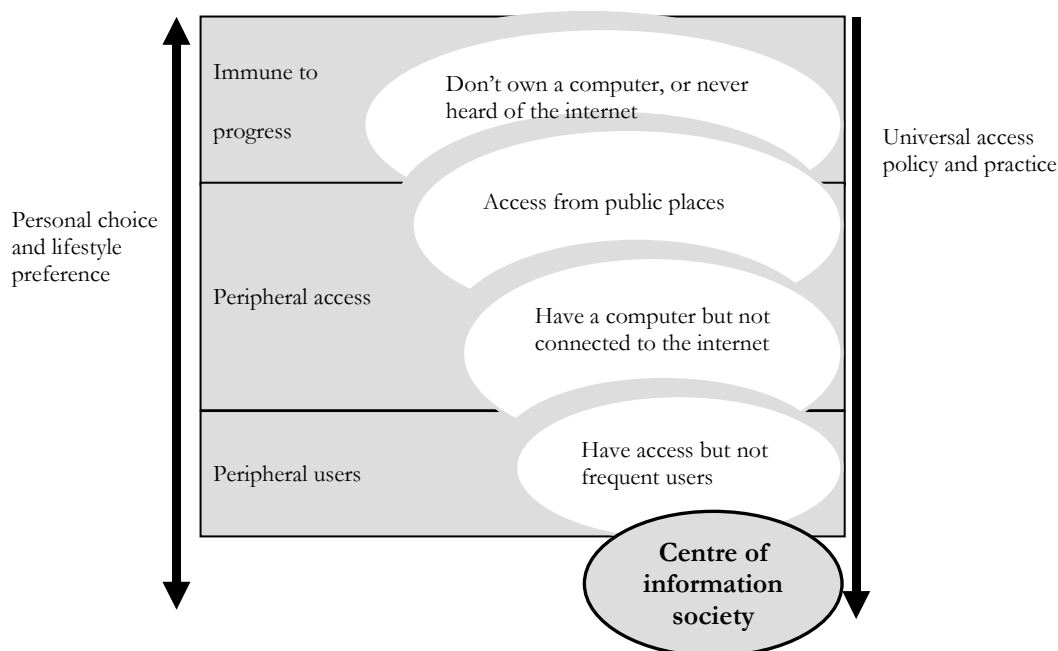 Immune to
progress
Don’t own a computer, or never
heard of the internet
Universal access
policy and practice
Access from public places
Personal choice
and lifestyle
preference
Peripheral access
Have a computer but not
connected to the internet
Have access but not
frequent users
Peripheral users
Centre of
information
society